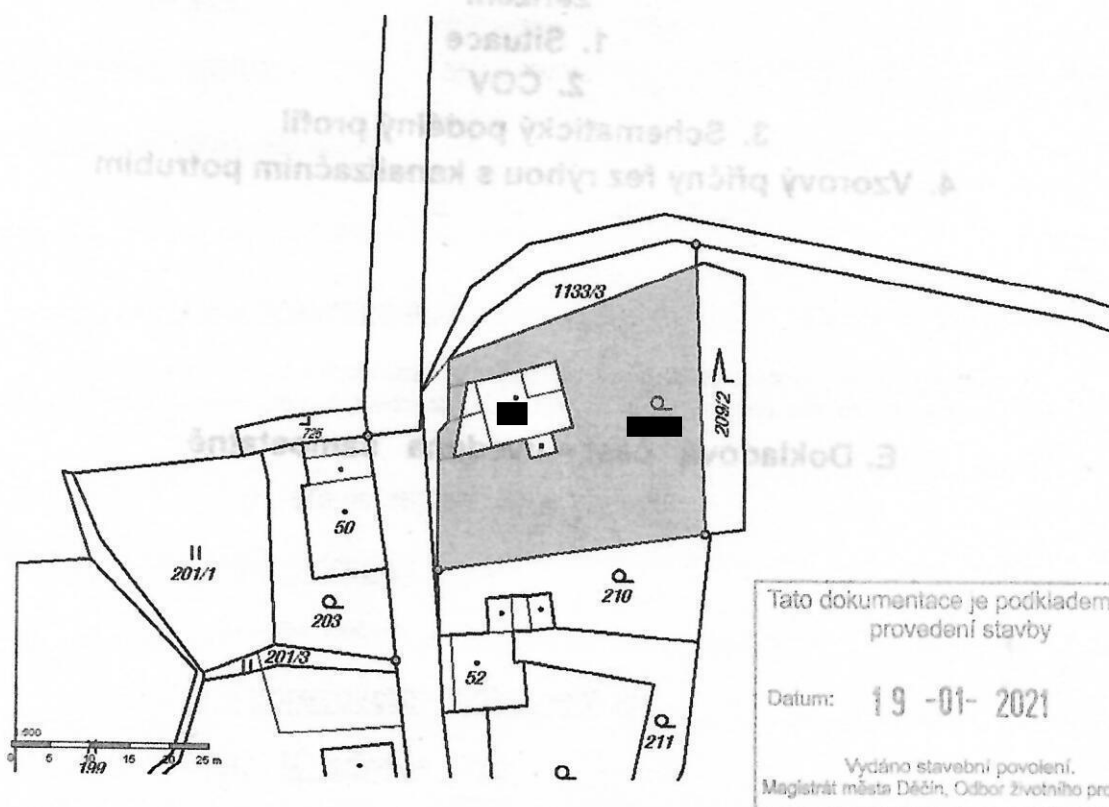 1. Situace
2. ČOV
3. Schematický podélný profil
4. Vzorový příčný řez rýhou s kanalizačním potrubím
1133/3
209/2
725
E. Dokladová část
50
201/1
203
210
201/3
52
211
199
500
0 5 10 15 20 25 m
Tato dokumentace je podkladem
provedení stavby
Datum: 19 -01- 2021
Vydáno stavební povolení.
Magistrát města Děčín, Odbor životního pro